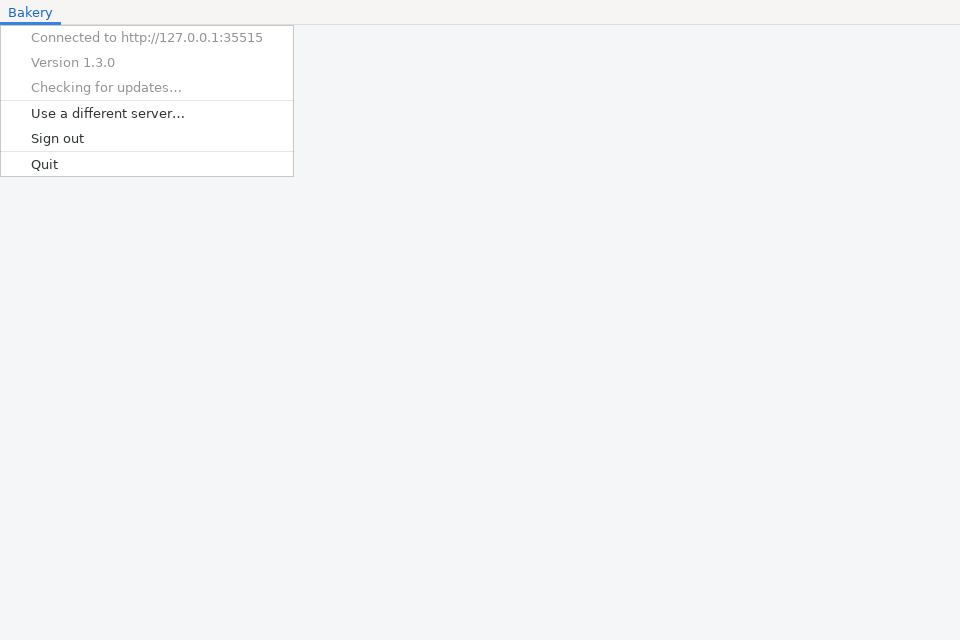 Bakery
Connected to http://127.0.0.1:35515
Version 1.3.0
Checking for updates...
Use a different server...
Sign out
Quit